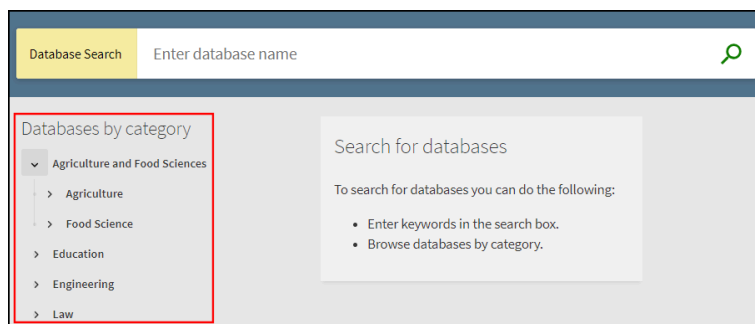 Database Search
Enter database name
Databases by category
Agriculture and Food Sciences
Agriculture
Food Science
Education
Engineering
Law
Search for databases
To search for databases you can do the following:
• Enter keywords in the search box.
• Browse databases by category.